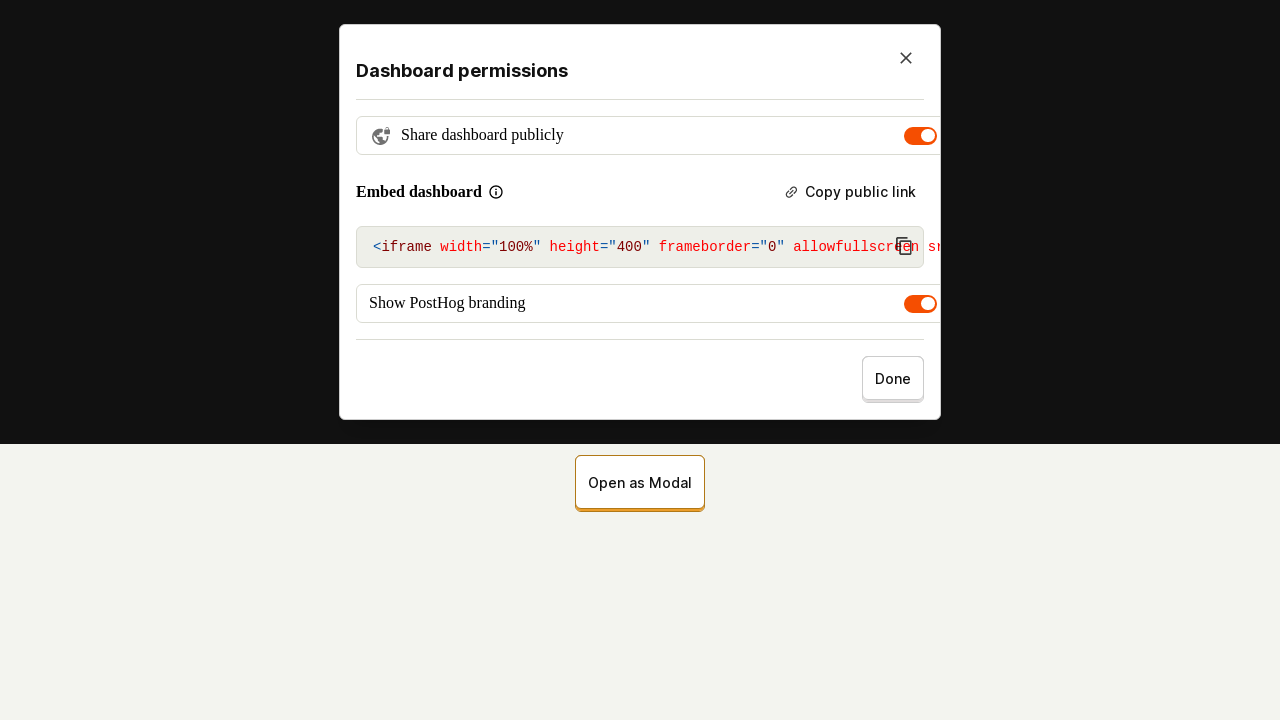 Dashboard permissions
Share dashboard publicly
Embed dashboard
Copy public link
<iframe width="100%" height="400" frameborder="0" allowfullscreen
Show PostHog branding
Done
Open as Modal